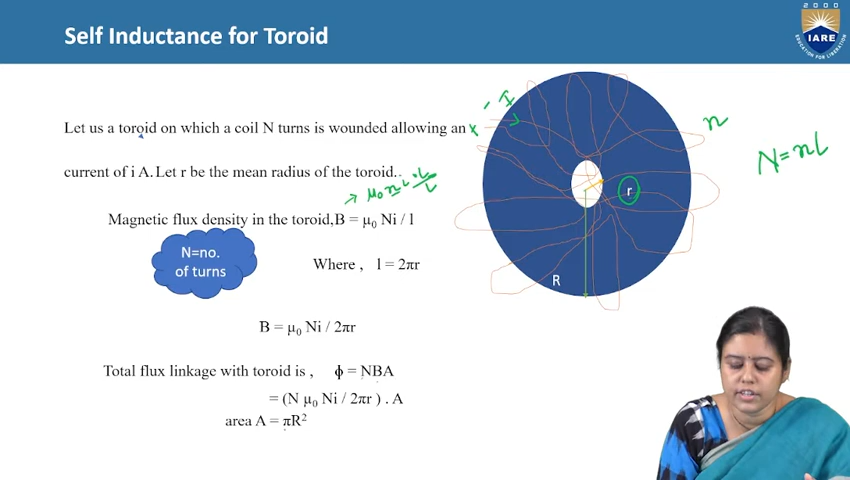 Self Inductance for Toroid
2000
IARE
EDUCATION FOR LIBERATION
Let us a toroid on which a coil N turns is wounded allowing an
I
n
N=nL
current of i A. Let r be the mean radius of the toroid.
μ₀ n i·L/L
Magnetic flux density in the toroid,B = μ₀ Ni / l
r
N=no.
of turns
Where , l = 2πr
R
B = μ₀ Ni / 2πr
Total flux linkage with toroid is , ϕ = NBA
= (N μ₀ Ni / 2πr ) . A
area A = πR²